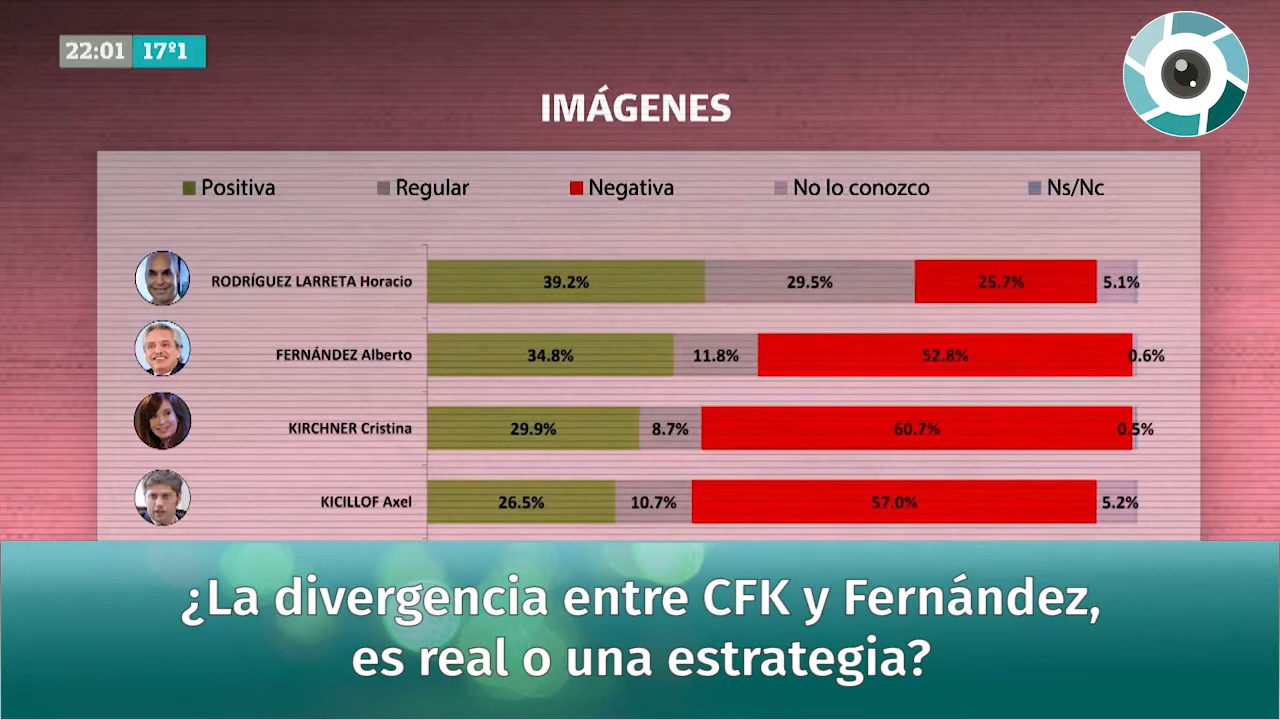 22:01 17º1
IMÁGENES
Positiva Regular Negativa No lo conozco Ns/Nc
RODRÍGUEZ LARRETA Horacio 39.2% 29.5% 25.7% 5.1%
FERNÁNDEZ Alberto 34.8% 11.8% 52.8% 0.6%
KIRCHNER Cristina 29.9% 8.7% 60.7% 0.5%
KICILLOF Axel 26.5% 10.7% 57.0% 5.2%
¿La divergencia entre CFK y Fernández,
es real o una estrategia?